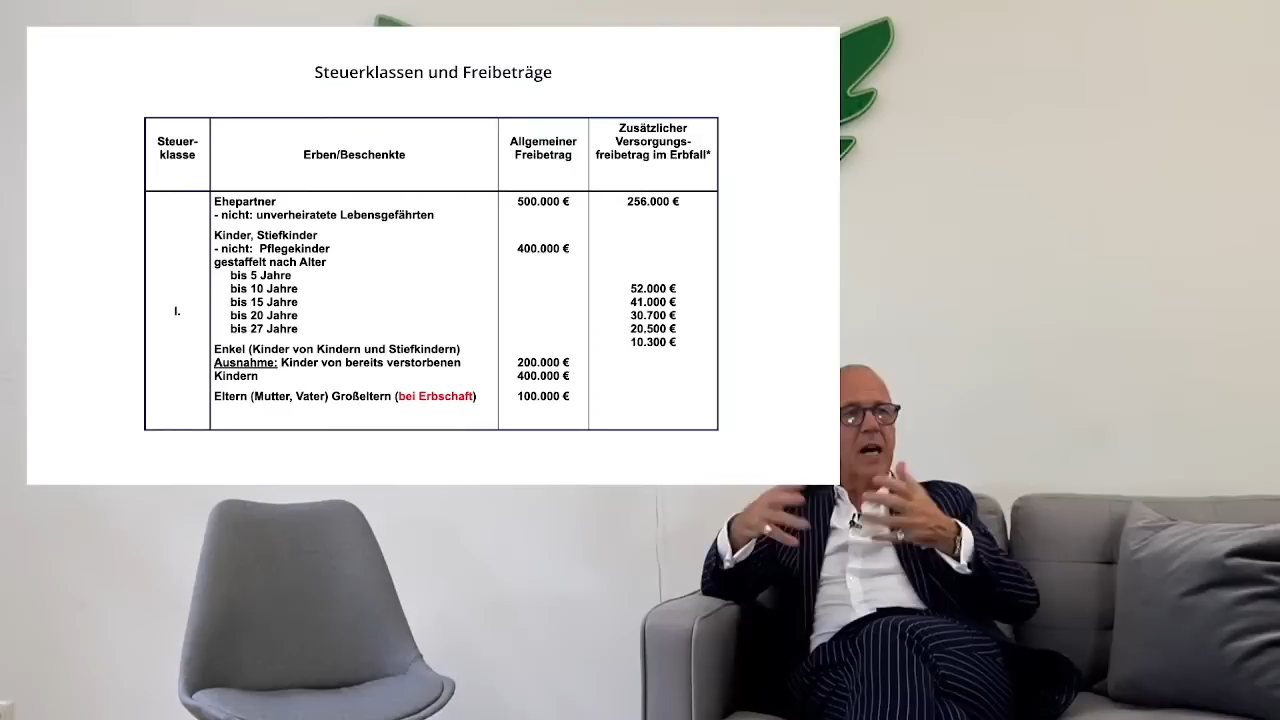 Steuerklassen und Freibeträge
Steuer-
klasse
Erben/Beschenkte
Allgemeiner
Freibetrag
Zusätzlicher
Versorgungs-
freibetrag im Erbfall*
I.
Ehepartner 500.000 € 256.000 €
- nicht: unverheiratete Lebensgefährten
Kinder, Stiefkinder
- nicht: Pflegekinder 400.000 €
gestaffelt nach Alter
bis 5 Jahre
bis 10 Jahre 52.000 €
bis 15 Jahre 41.000 €
bis 20 Jahre 30.700 €
bis 27 Jahre 20.500 €
10.300 €
Enkel (Kinder von Kindern und Stiefkindern)
Ausnahme: Kinder von bereits verstorbenen 200.000 €
Kindern 400.000 €
Eltern (Mutter, Vater) Großeltern (bei Erbschaft) 100.000 €